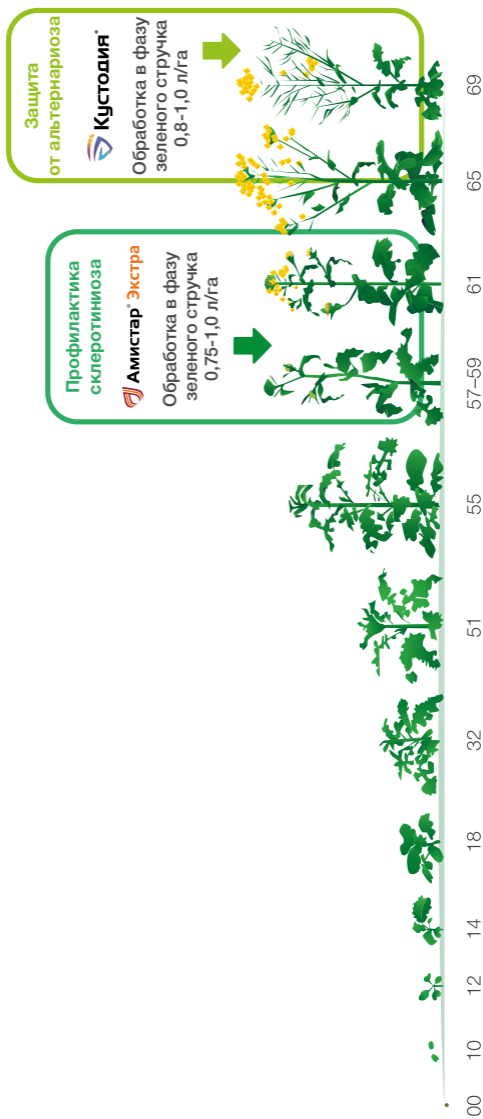 Профилактика
склеротиниоза
Амистар® Экстра
Обработка в фазу
зеленого стручка
0,75-1,0 л/га
Защита
от альтернариоза
Кустодия®
Обработка в фазу
зеленого стручка
0,8-1,0 л/га
00 10 12 14 18 32 51 55 57–59 61 65 69